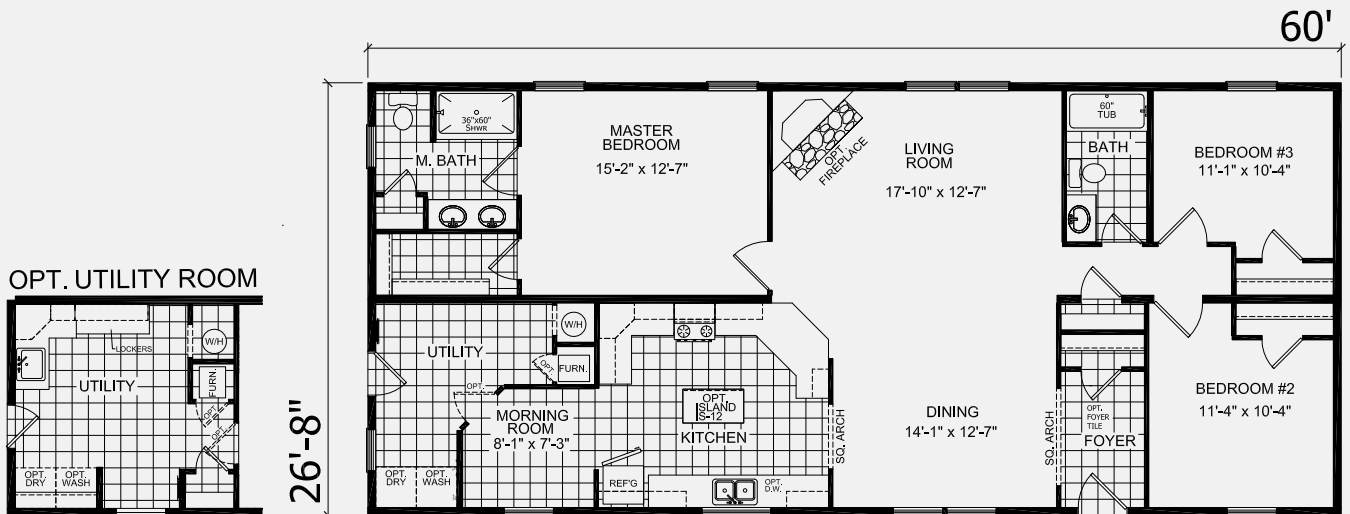 60'
26'-8"
36"x60"
SHWR
M. BATH
MASTER
BEDROOM
15'-2" x 12'-7"
OPT.
FIREPLACE
LIVING
ROOM
17'-10" x 12'-7"
60"
TUB
BATH
BEDROOM #3
11'-1" x 10'-4"
OPT. UTILITY ROOM
LOCKERS
W/H
FURN.
UTILITY
OPT.
OPT.
OPT.
DRY
OPT.
WASH
UTILITY
W/H
OPT.
FURN.
OPT.
MORNING
ROOM
8'-1" x 7'-3"
OPT.
DRY
OPT.
WASH
OPT.
ISLAND
S-12
KITCHEN
REF'G
OPT.
D.W.
SQ. ARCH
DINING
14'-1" x 12'-7"
SQ. ARCH
OPT.
FOYER
TILE
FOYER
BEDROOM #2
11'-4" x 10'-4"